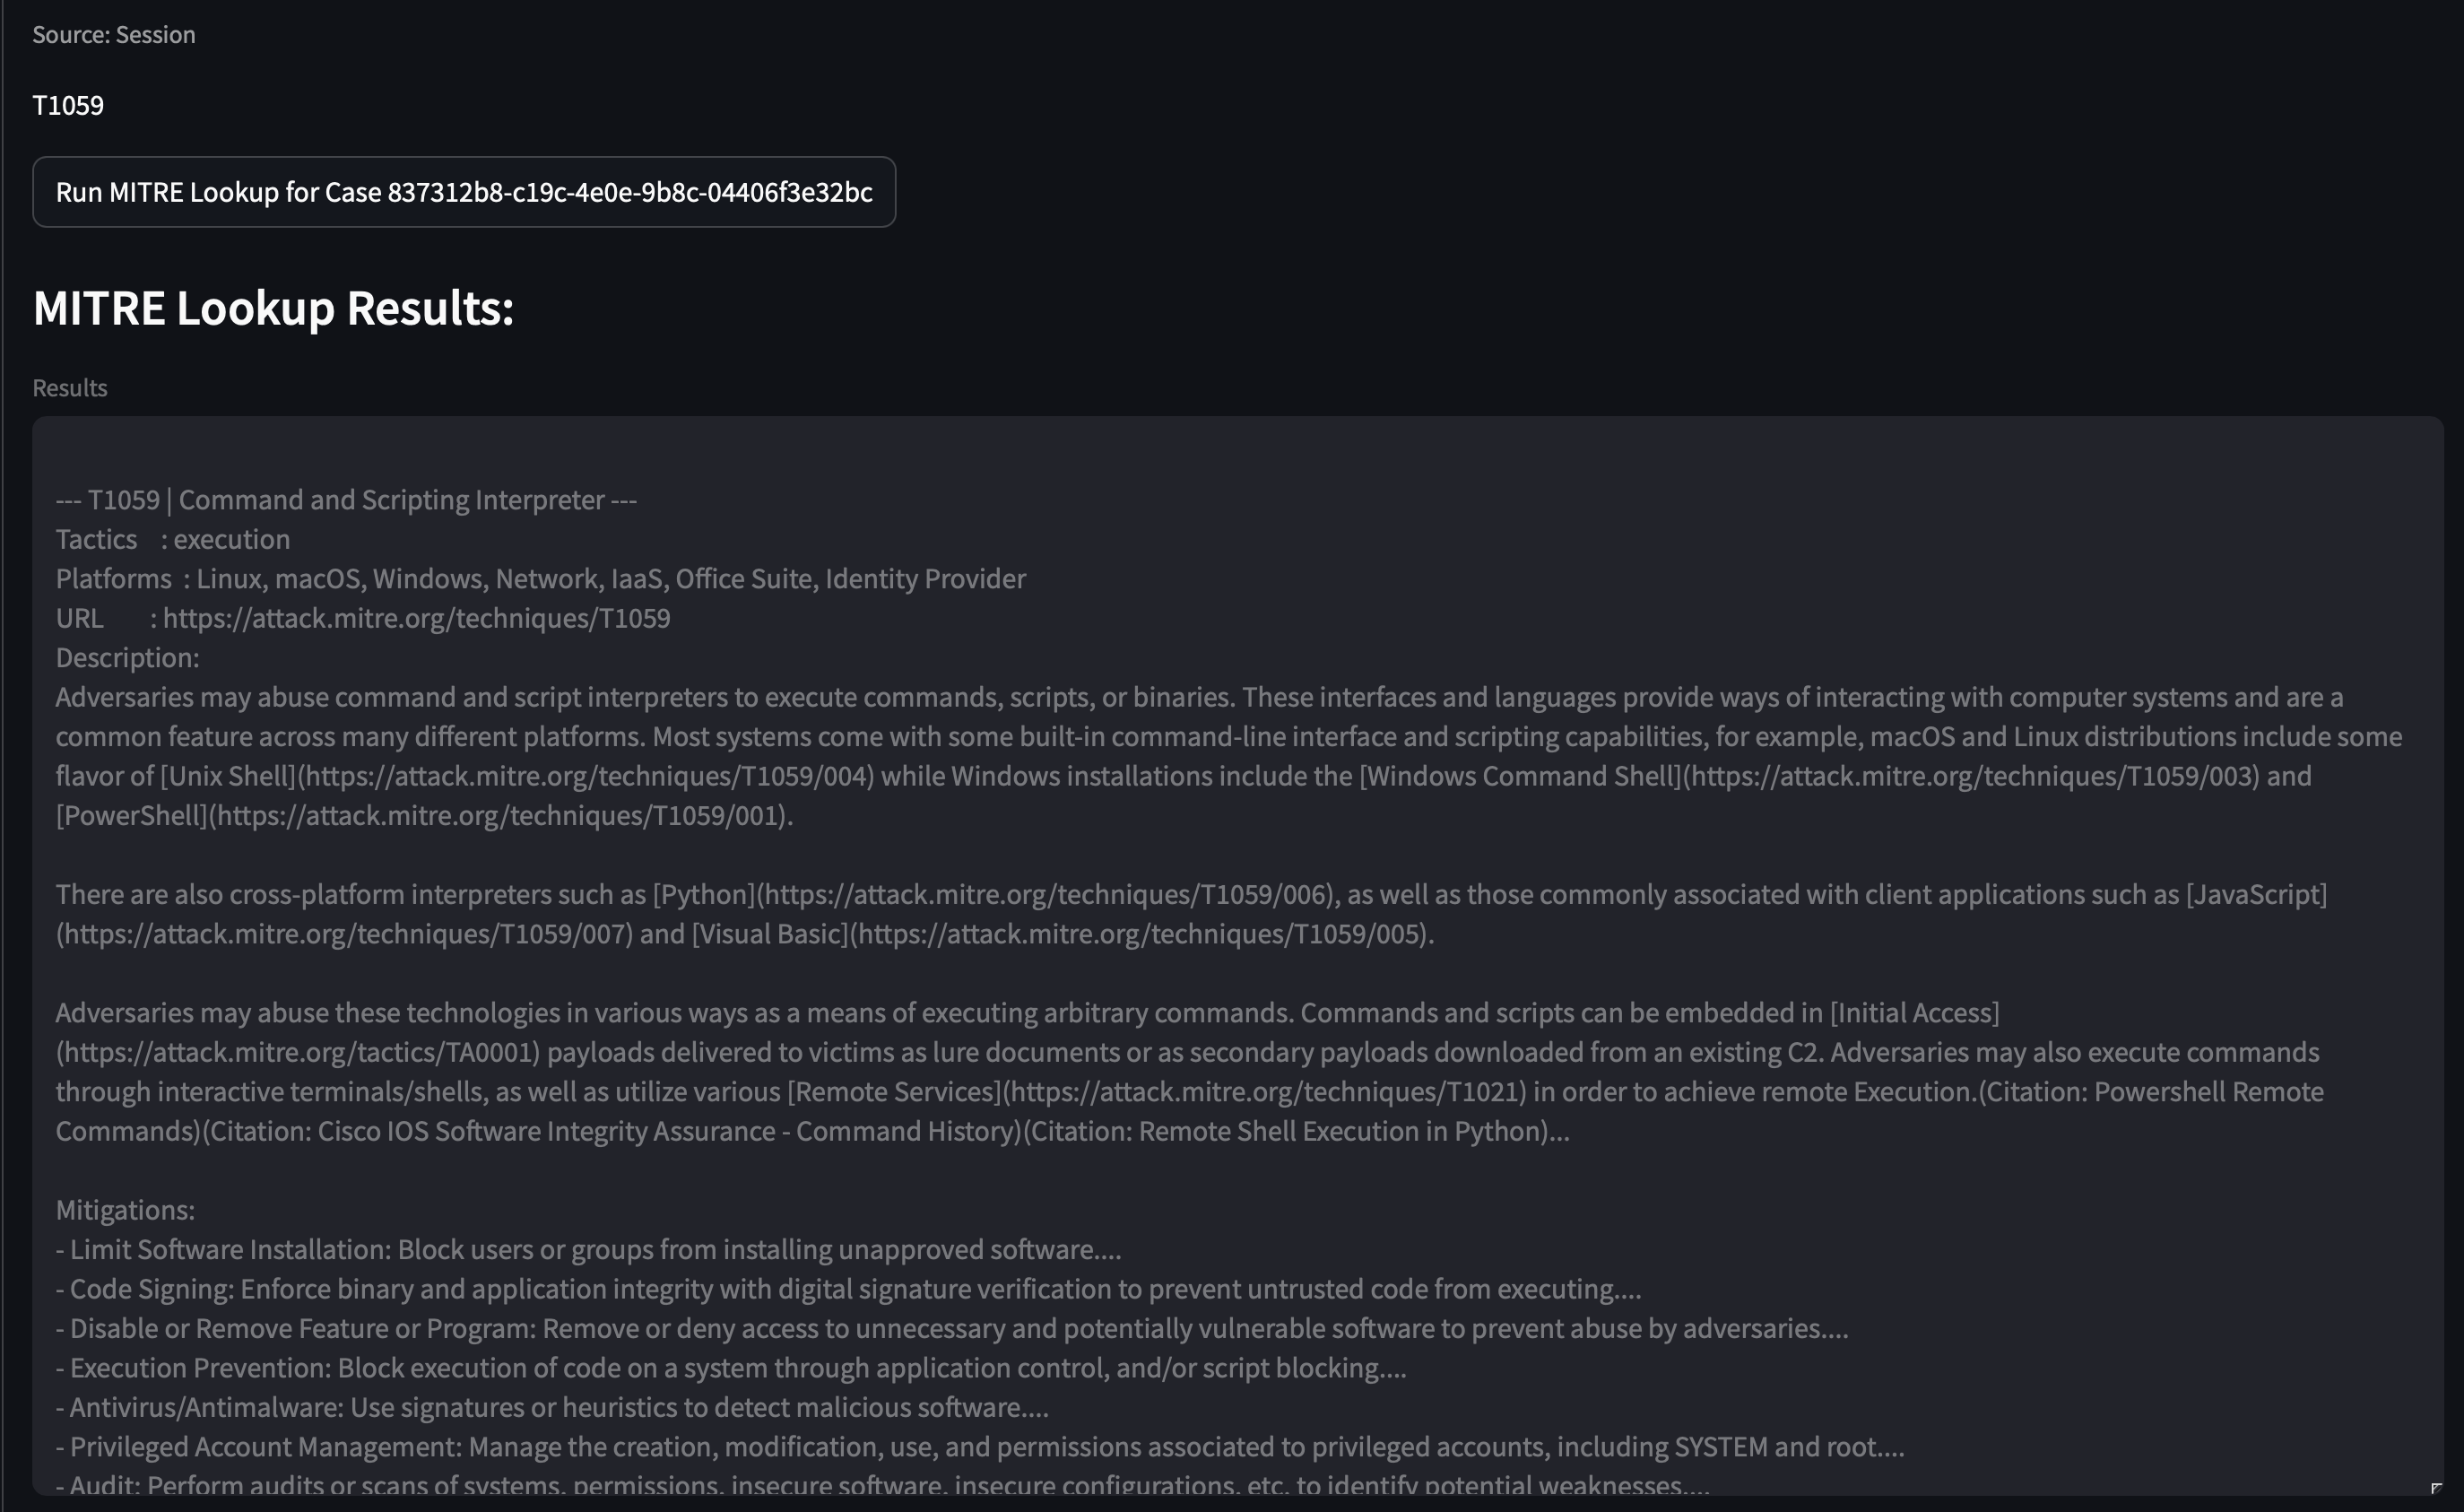 Source: Session
T1059
Run MITRE Lookup for Case 837312b8-c19c-4e0e-9b8c-04406f3e32bc
MITRE Lookup Results:
Results
--- T1059 | Command and Scripting Interpreter ---
Tactics : execution
Platforms : Linux, macOS, Windows, Network, IaaS, Office Suite, Identity Provider
URL : https://attack.mitre.org/techniques/T1059
Description:
Adversaries may abuse command and script interpreters to execute commands, scripts, or binaries. These interfaces and languages provide ways of interacting with computer systems and are a
common feature across many different platforms. Most systems come with some built-in command-line interface and scripting capabilities, for example, macOS and Linux distributions include some
flavor of [Unix Shell](https://attack.mitre.org/techniques/T1059/004) while Windows installations include the [Windows Command Shell](https://attack.mitre.org/techniques/T1059/003) and
[PowerShell](https://attack.mitre.org/techniques/T1059/001).
There are also cross-platform interpreters such as [Python](https://attack.mitre.org/techniques/T1059/006), as well as those commonly associated with client applications such as [JavaScript]
(https://attack.mitre.org/techniques/T1059/007) and [Visual Basic](https://attack.mitre.org/techniques/T1059/005).
Adversaries may abuse these technologies in various ways as a means of executing arbitrary commands. Commands and scripts can be embedded in [Initial Access]
(https://attack.mitre.org/tactics/TA0001) payloads delivered to victims as lure documents or as secondary payloads downloaded from an existing C2. Adversaries may also execute commands
through interactive terminals/shells, as well as utilize various [Remote Services](https://attack.mitre.org/techniques/T1021) in order to achieve remote Execution.(Citation: Powershell Remote
Commands)(Citation: Cisco IOS Software Integrity Assurance - Command History)(Citation: Remote Shell Execution in Python)...
Mitigations:
- Limit Software Installation: Block users or groups from installing unapproved software....
- Code Signing: Enforce binary and application integrity with digital signature verification to prevent untrusted code from executing....
- Disable or Remove Feature or Program: Remove or deny access to unnecessary and potentially vulnerable software to prevent abuse by adversaries....
- Execution Prevention: Block execution of code on a system through application control, and/or script blocking....
- Antivirus/Antimalware: Use signatures or heuristics to detect malicious software....
- Privileged Account Management: Manage the creation, modification, use, and permissions associated to privileged accounts, including SYSTEM and root....
- Audit: Perform audits or scans of systems, permissions, insecure software, insecure configurations, etc. to identify potential weaknesses....